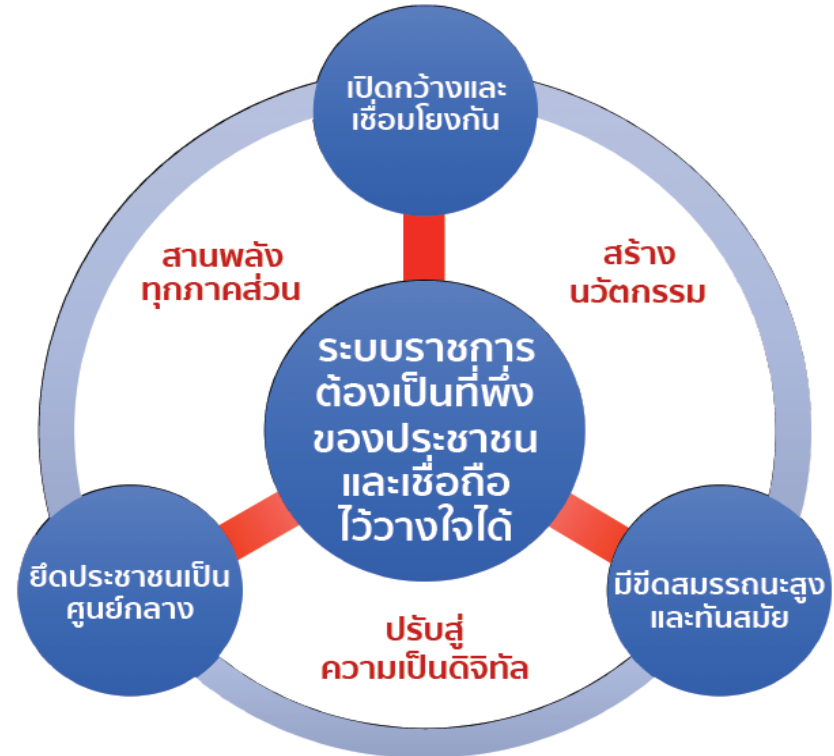 เปิดกว้างและ
เชื่อมโยงกัน
สานพลัง
ทุกภาคส่วน
สร้าง
นวัตกรรม
ระบบราชการ
ต้องเป็นที่พึ่ง
ของประชาชน
และเชื่อถือ
ไว้วางใจได้
ยึดประชาชนเป็น
ศูนย์กลาง
มีขีดสมรรถนะสูง
และทันสมัย
ปรับสู่
ความเป็นดิจิทัล